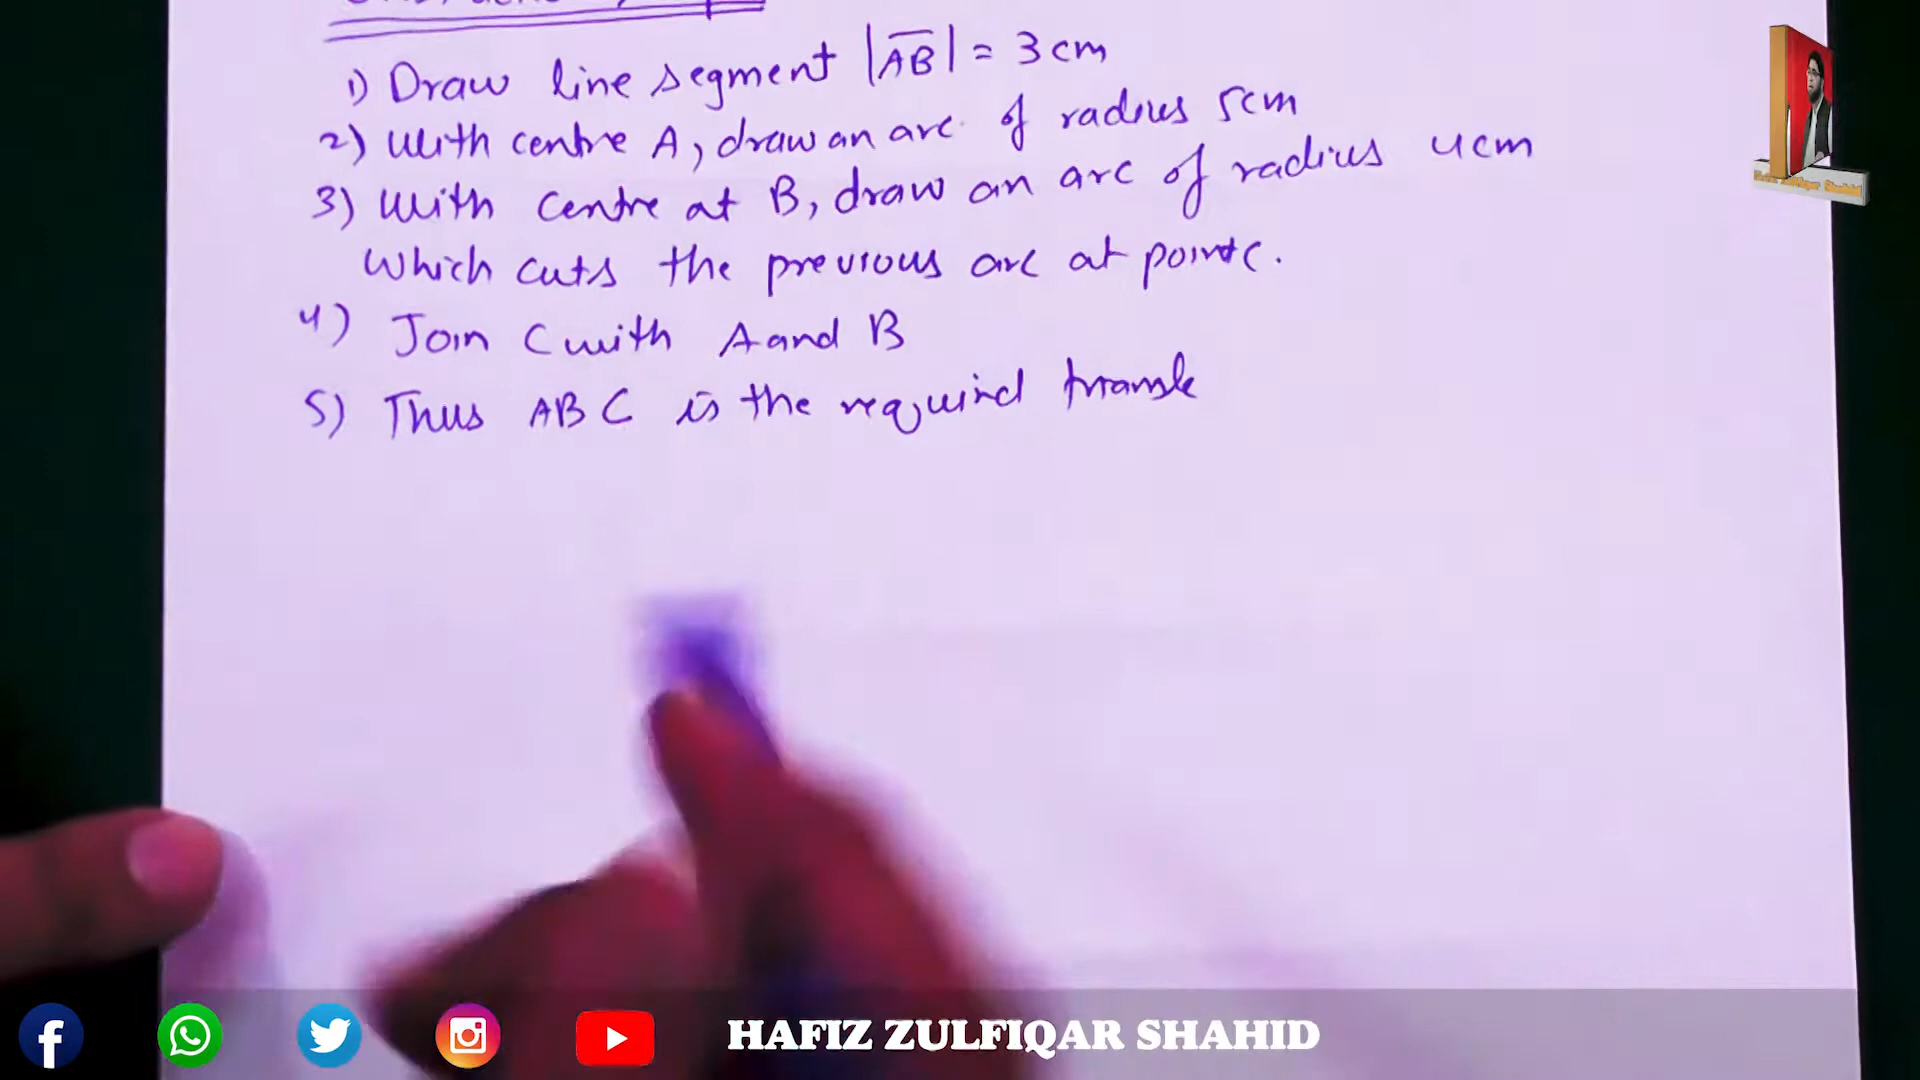 1) Draw line segment |AB| = 3 cm
2) With centre A, draw an arc of radius 5cm
3) With centre at B, draw an arc of radius 4cm
which cuts the previous arc at point C.
4) Join C with A and B
5) Thus ABC is the required triangle
HAFIZ ZULFIQAR SHAHID